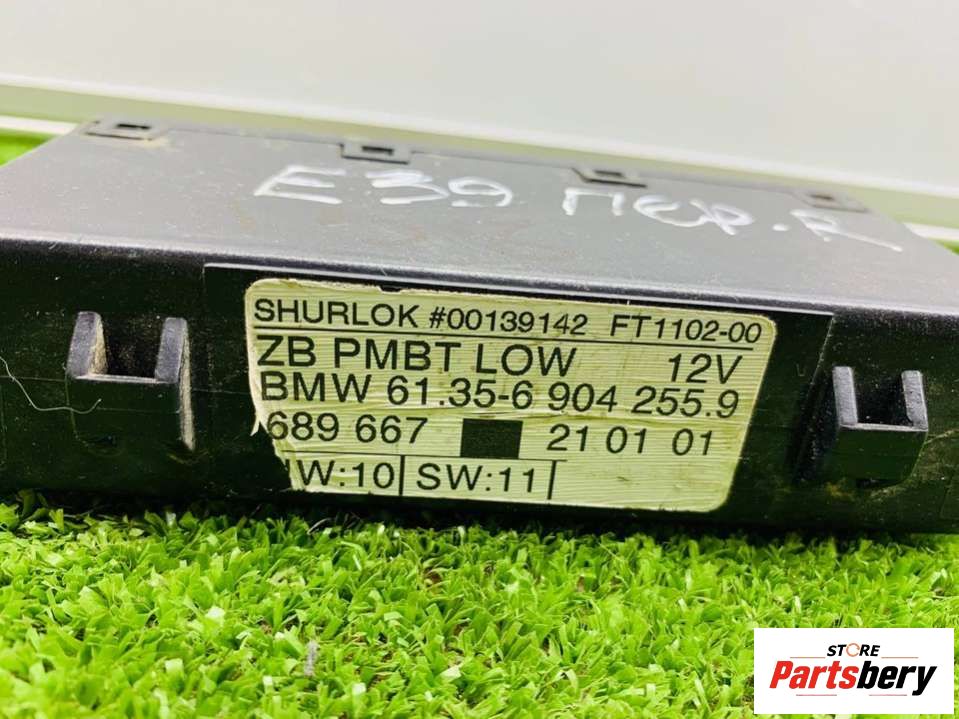 E39 ПЕР.R
SHURLOK #00139142 FT1102-00
ZB PMBT LOW 12V
BMW 61.35-6 904 255.9
689 667 21 01 01
W:10 SW:11
STORE
Partsbery